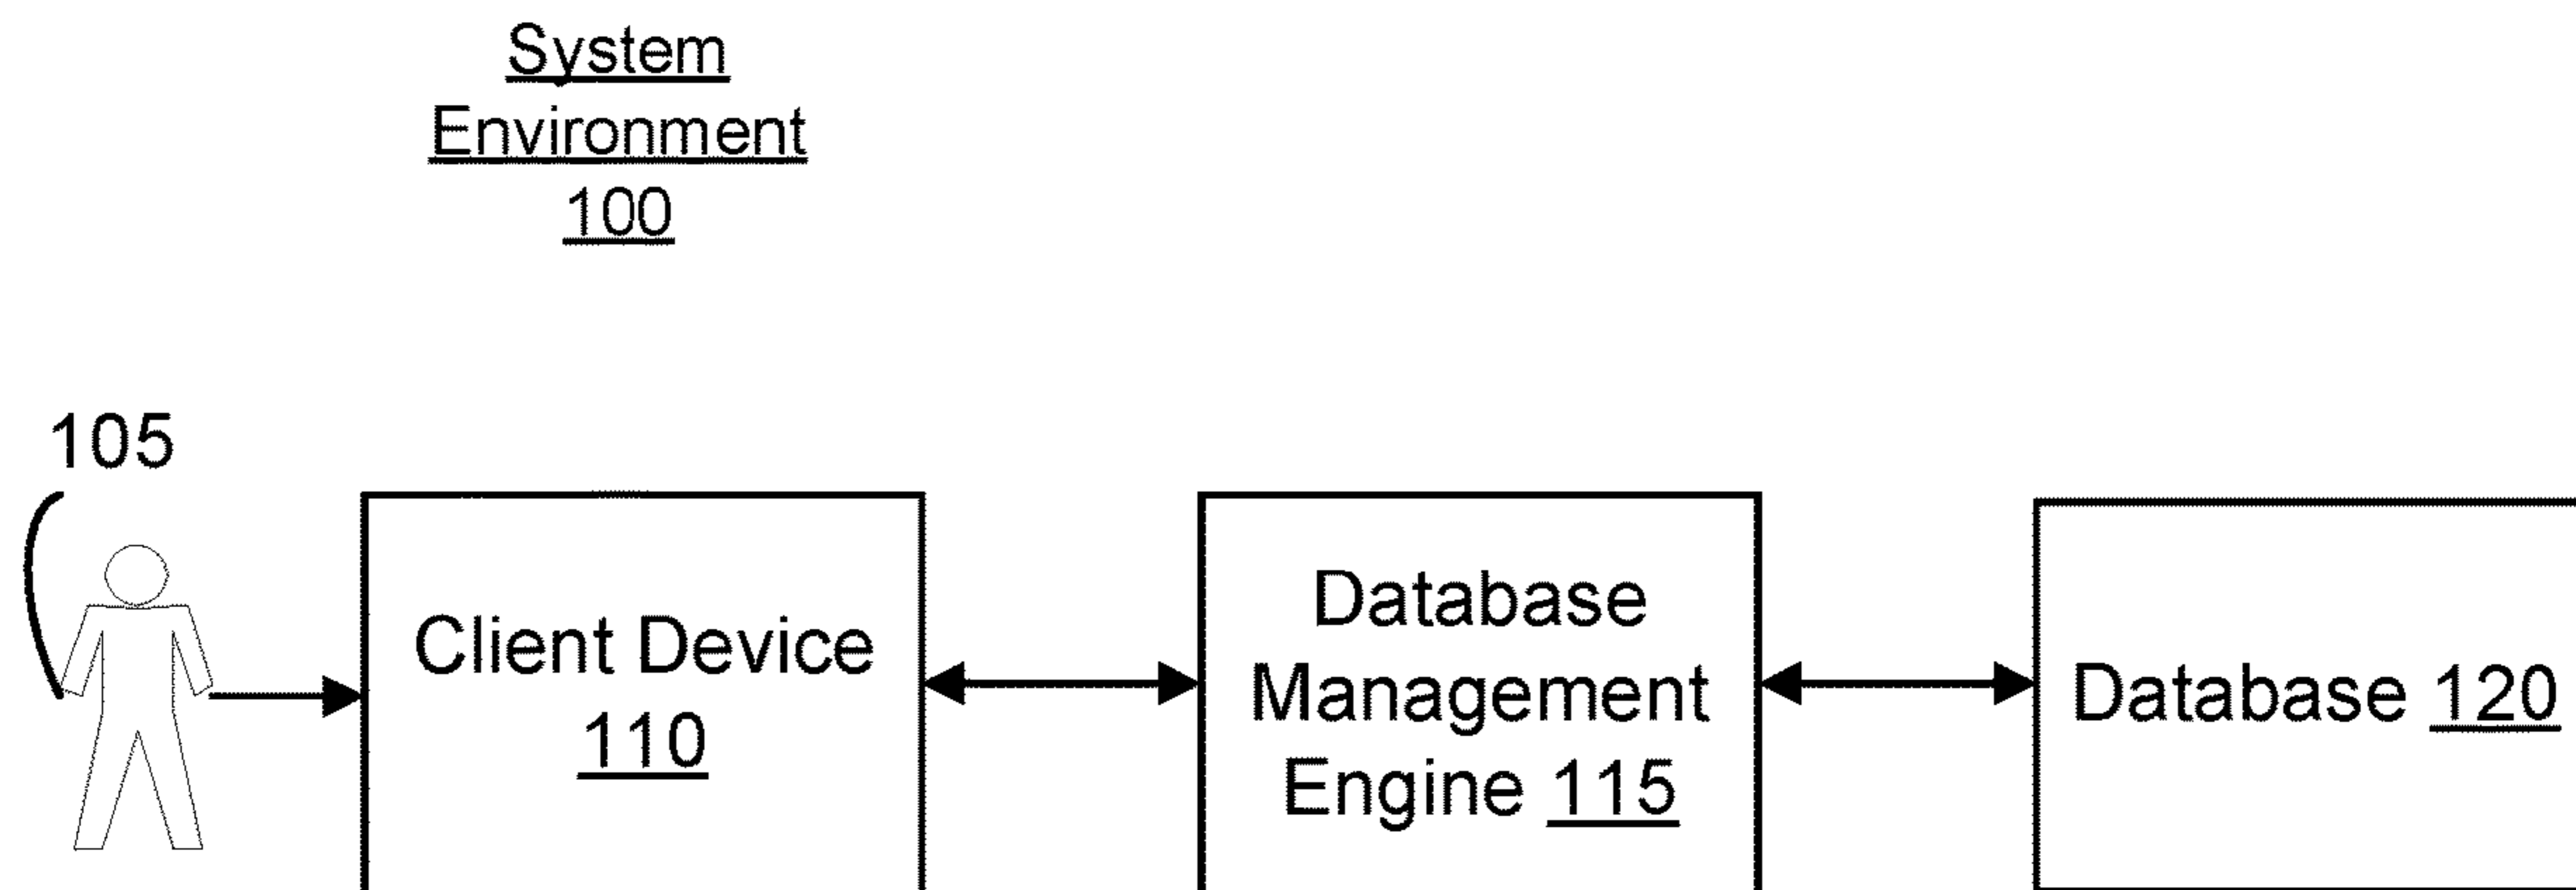 System
Environment
100
105
Client Device
110
Database
Management
Engine 115
Database 120